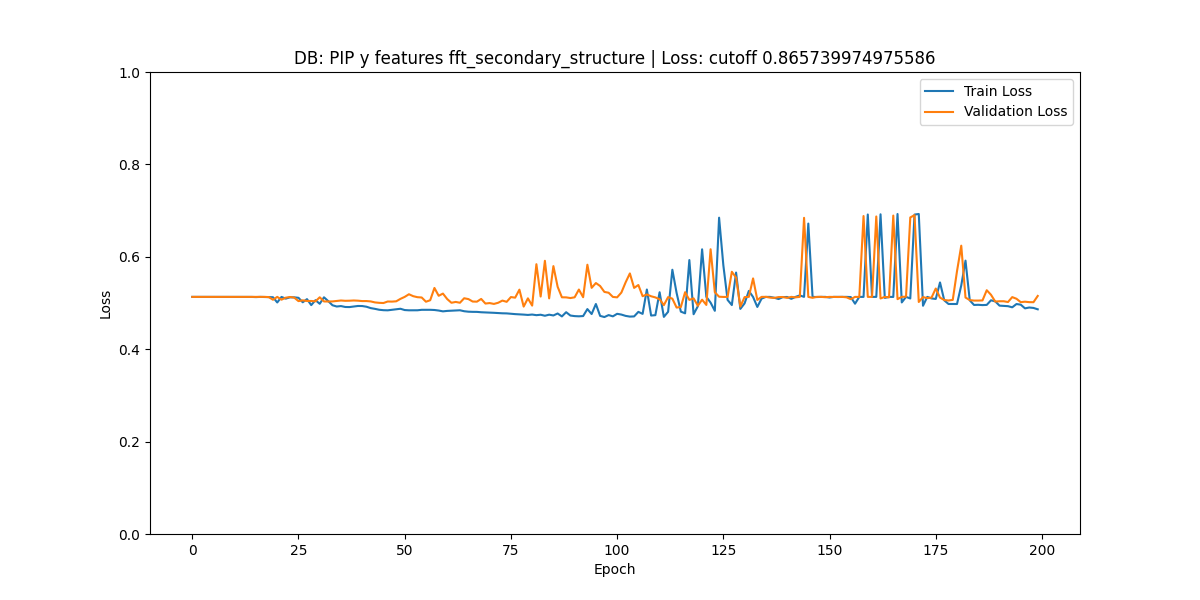 DB: PIP y features fft_secondary_structure | Loss: cutoff 0.865739974975586
Train Loss
Validation Loss
1.0
0.8
0.6
0.4
0.2
0.0
Loss
0 25 50 75 100 125 150 175 200
Epoch